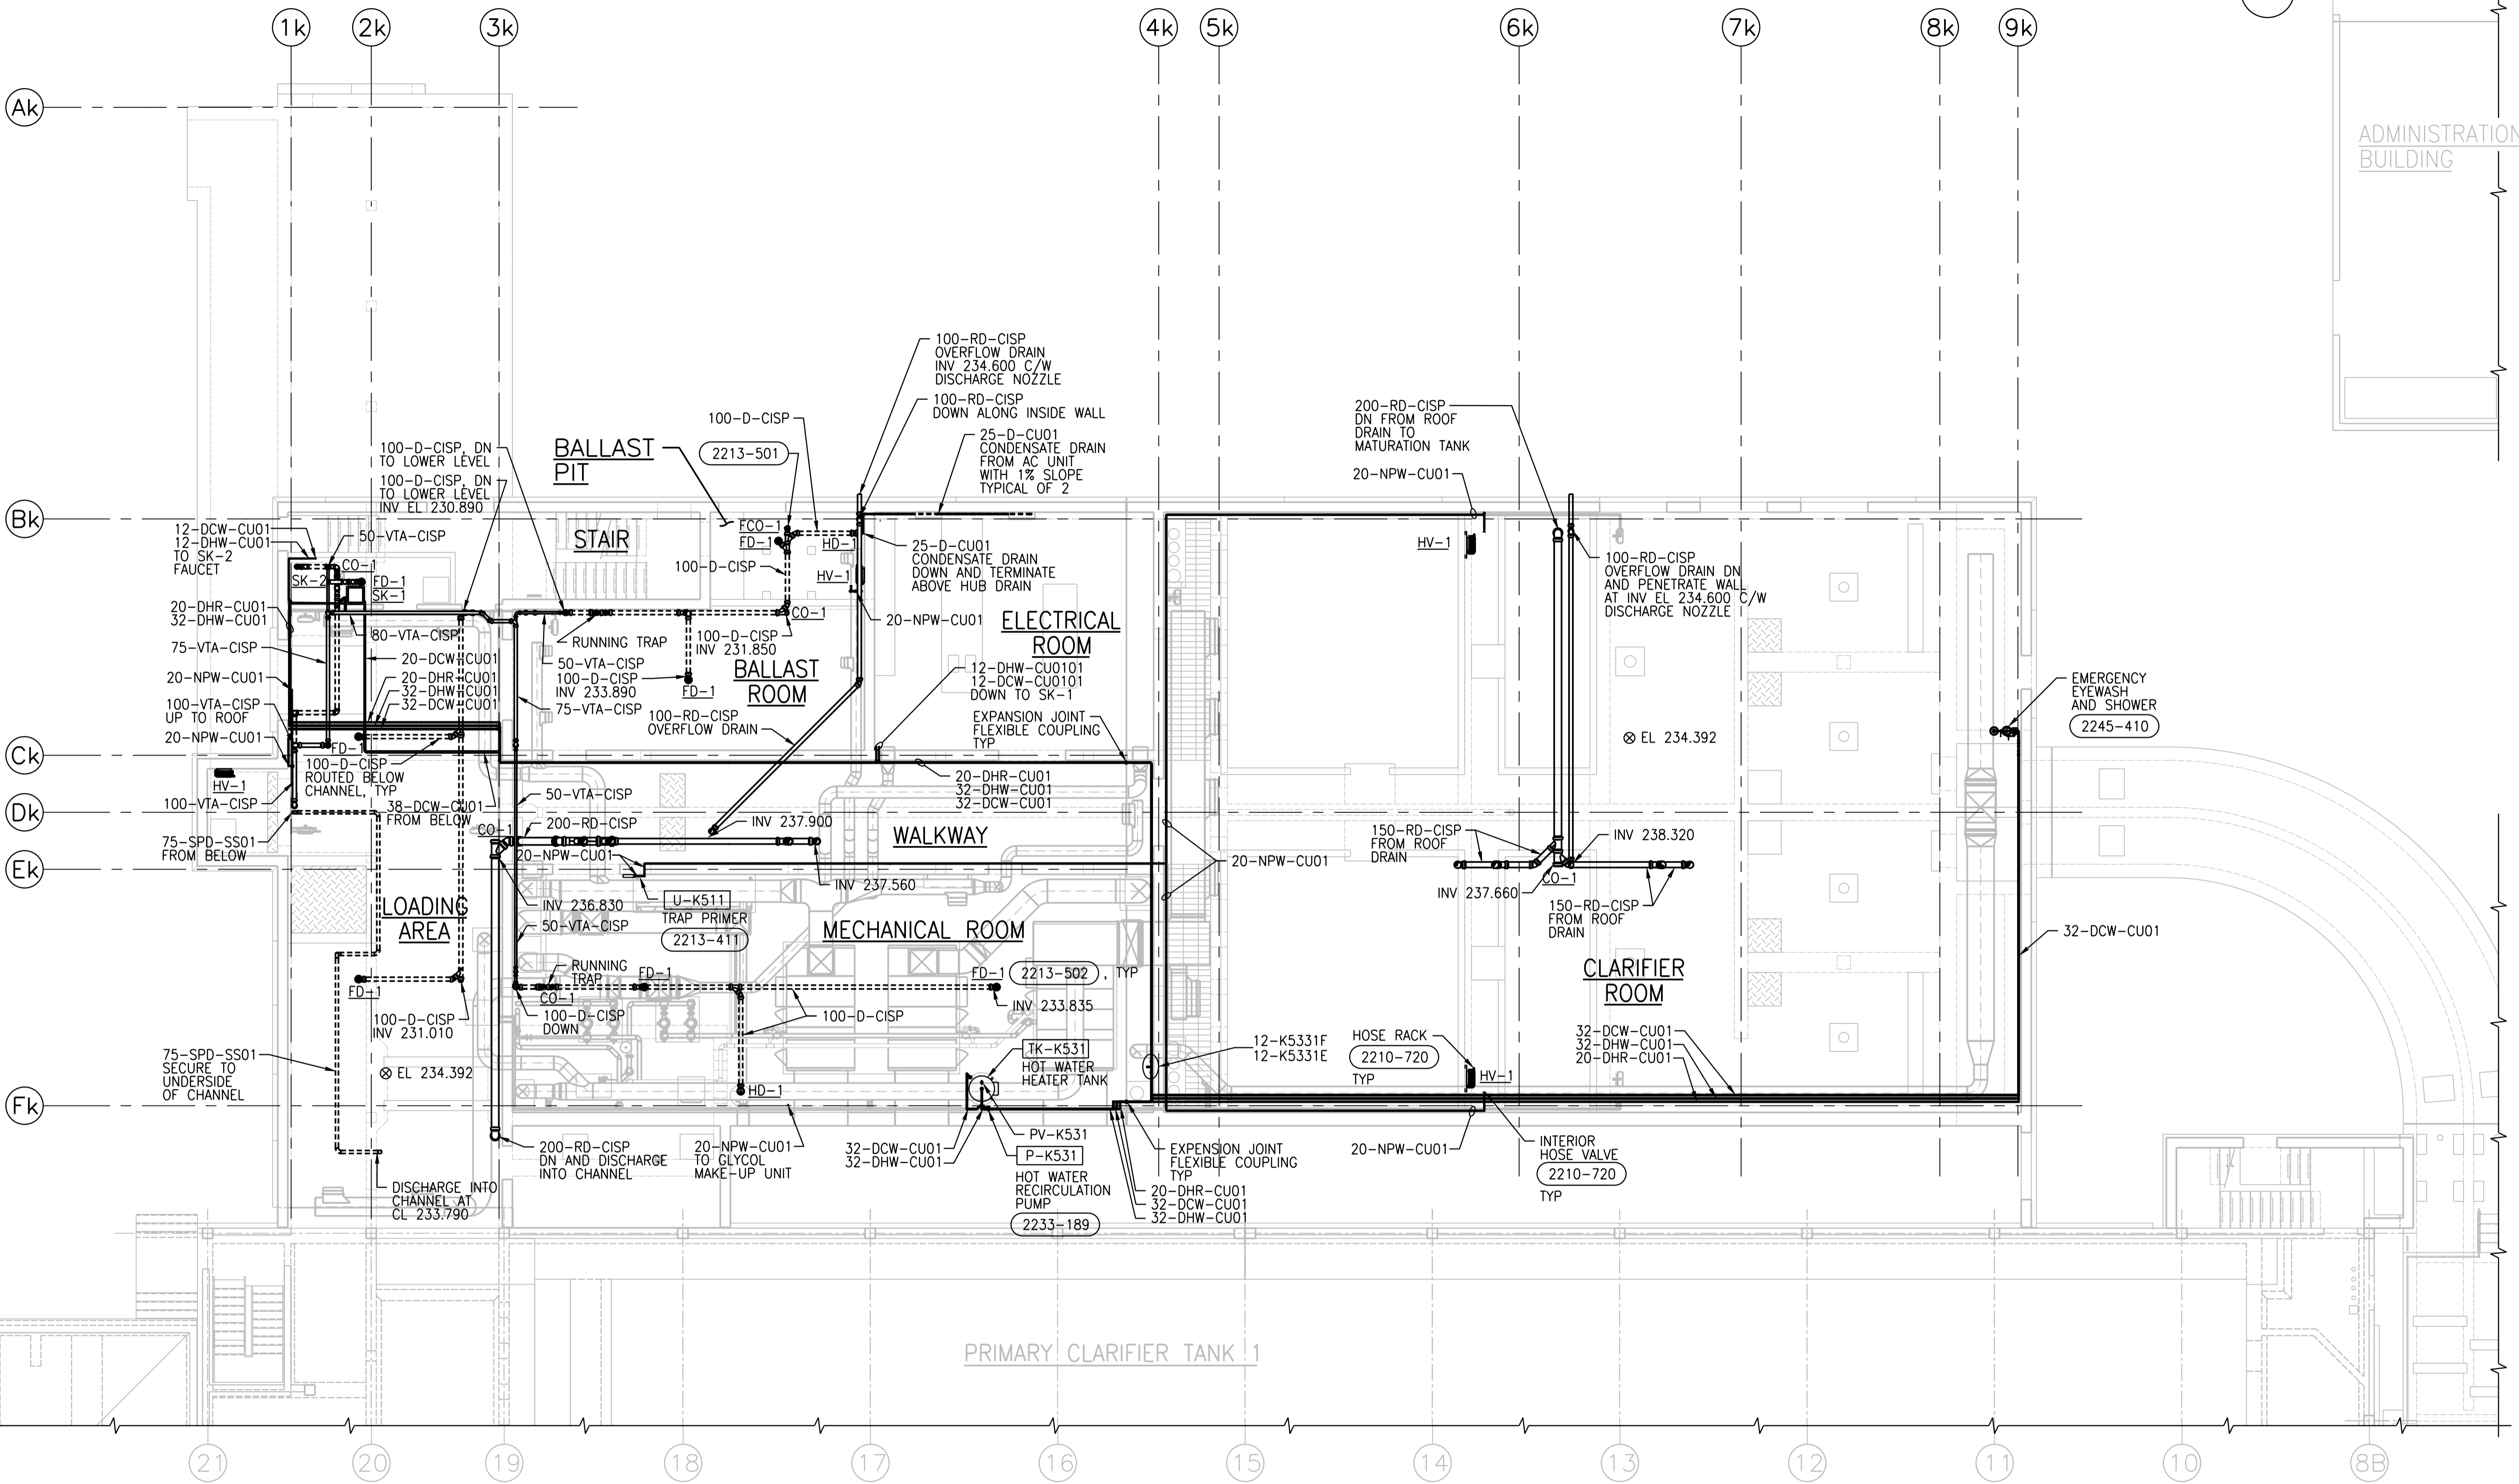 1k
2k
3k
4k
5k
6k
7k
8k
9k
Ak
Bk
Ck
Dk
Ek
Fk
ADMINISTRATION
BUILDING
100-RD-CISP
OVERFLOW DRAIN
INV 234.600 C/W
DISCHARGE NOZZLE
100-RD-CISP
DOWN ALONG INSIDE WALL
100-D-CISP
2213-501
25-D-CU01
CONDENSATE DRAIN
FROM AC UNIT
WITH 1% SLOPE
TYPICAL OF 2
BALLAST
PIT
100-D-CISP, DN
TO LOWER LEVEL
100-D-CISP, DN
TO LOWER LEVEL
INV EL 230.890
200-RD-CISP
DN FROM ROOF
DRAIN TO
MATURATION TANK
20-NPW-CU01
12-DCW-CU01
12-DHW-CU01
TO SK-2
FAUCET
50-VTA-CISP
CO-1
SK-2
FD-1
SK-1
STAIR
FCO-1
FD-1
HD-1
HV-1
100-D-CISP
CO-1
25-D-CU01
CONDENSATE DRAIN
DOWN AND TERMINATE
ABOVE HUB DRAIN
20-NPW-CU01
ELECTRICAL
ROOM
HV-1
100-RD-CISP
OVERFLOW DRAIN DN
AND PENETRATE WALL
AT INV EL 234.600 C/W
DISCHARGE NOZZLE
20-DHR-CU01
32-DHW-CU01
75-VTA-CISP
20-NPW-CU01
100-VTA-CISP
UP TO ROOF
20-NPW-CU01
80-VTA-CISP
20-DCW-CU01
20-DHR-CU01
32-DHW-CU01
32-DCW-CU01
RUNNING TRAP
50-VTA-CISP
100-D-CISP
INV 233.890
75-VTA-CISP
100-D-CISP
INV 231.850
FD-1
BALLAST
ROOM
12-DHW-CU0101
12-DCW-CU0101
DOWN TO SK-1
EXPANSION JOINT
FLEXIBLE COUPLING
TYP
100-RD-CISP
OVERFLOW DRAIN
EMERGENCY
EYEWASH
AND SHOWER
2245-410
EL 234.392
FD-1
100-D-CISP
ROUTED BELOW
CHANNEL, TYP
HV-1
100-VTA-CISP
38-DCW-CU01
FROM BELOW
50-VTA-CISP
20-DHR-CU01
32-DHW-CU01
32-DCW-CU01
75-SPD-SS01
FROM BELOW
CO-1
200-RD-CISP
INV 237.900
WALKWAY
20-NPW-CU01
INV 237.560
20-NPW-CU01
150-RD-CISP
FROM ROOF
DRAIN
INV 238.320
INV 237.660
CO-1
150-RD-CISP
FROM ROOF
DRAIN
LOADING
AREA
INV 236.830
50-VTA-CISP
U-K511
TRAP PRIMER
2213-411
MECHANICAL ROOM
32-DCW-CU01
CLARIFIER
ROOM
FD-1
100-D-CISP
INV 231.010
RUNNING
TRAP
CO-1
FD-1
100-D-CISP
DOWN
100-D-CISP
FD-1
2213-502
, TYP
INV 233.835
75-SPD-SS01
SECURE TO
UNDERSIDE
OF CHANNEL
EL 234.392
HD-1
TK-K531
HOT WATER
HEATER TANK
12-K5331F
12-K5331E
HOSE RACK
2210-720
TYP
HV-1
32-DCW-CU01
32-DHW-CU01
20-DHR-CU01
200-RD-CISP
DN AND DISCHARGE
INTO CHANNEL
20-NPW-CU01
TO GLYCOL
MAKE-UP UNIT
32-DCW-CU01
32-DHW-CU01
PV-K531
P-K531
HOT WATER
RECIRCULATION
PUMP
2233-189
EXPENSION JOINT
FLEXIBLE COUPLING
TYP
20-DHR-CU01
32-DCW-CU01
32-DHW-CU01
20-NPW-CU01
INTERIOR
HOSE VALVE
2210-720
TYP
DISCHARGE INTO
CHANNEL AT
CL 233.790
PRIMARY CLARIFIER TANK 1
21
20
19
18
17
16
15
14
13
12
11
10
8B